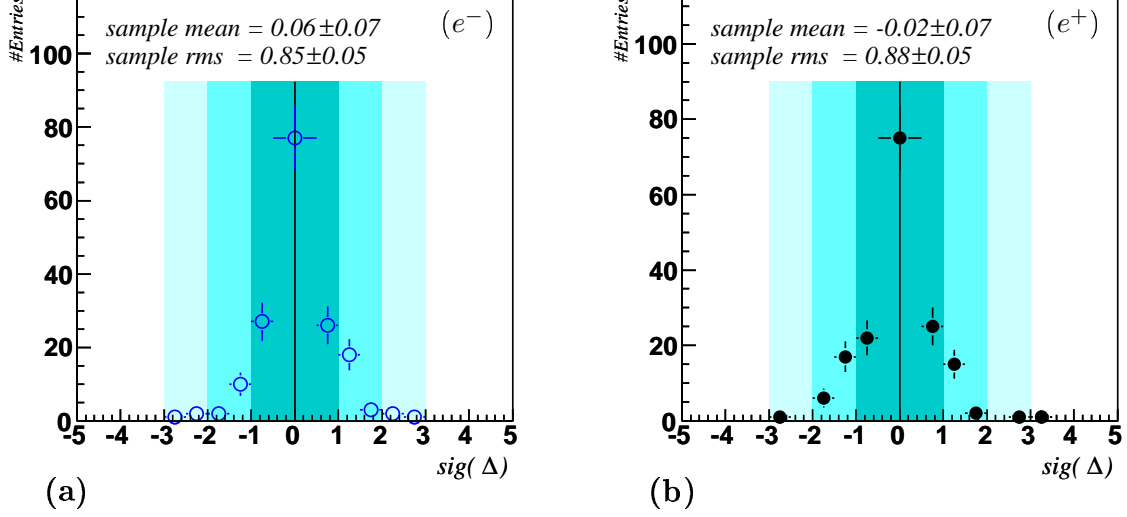 #Entries
sample mean = 0.06±0.07
sample rms = 0.85±0.05
(e⁻)
100
80
60
40
20
0
-5 -4 -3 -2 -1 0 1 2 3 4 5
sig( Δ )
(a)
#Entries
sample mean = -0.02±0.07
sample rms = 0.88±0.05
(e⁺)
100
80
60
40
20
0
-5 -4 -3 -2 -1 0 1 2 3 4 5
sig( Δ )
(b)